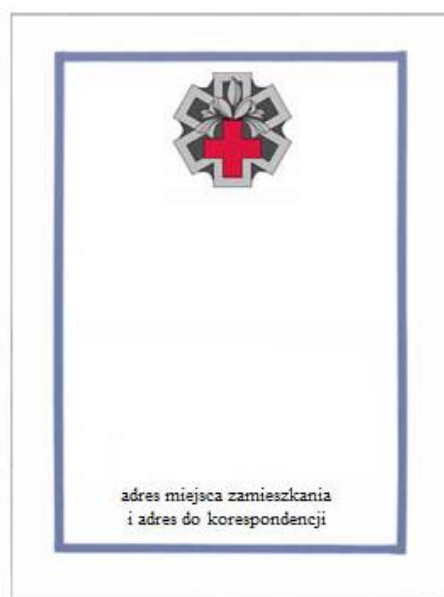 adres miejsca zamieszkania
i adres do korespondencji